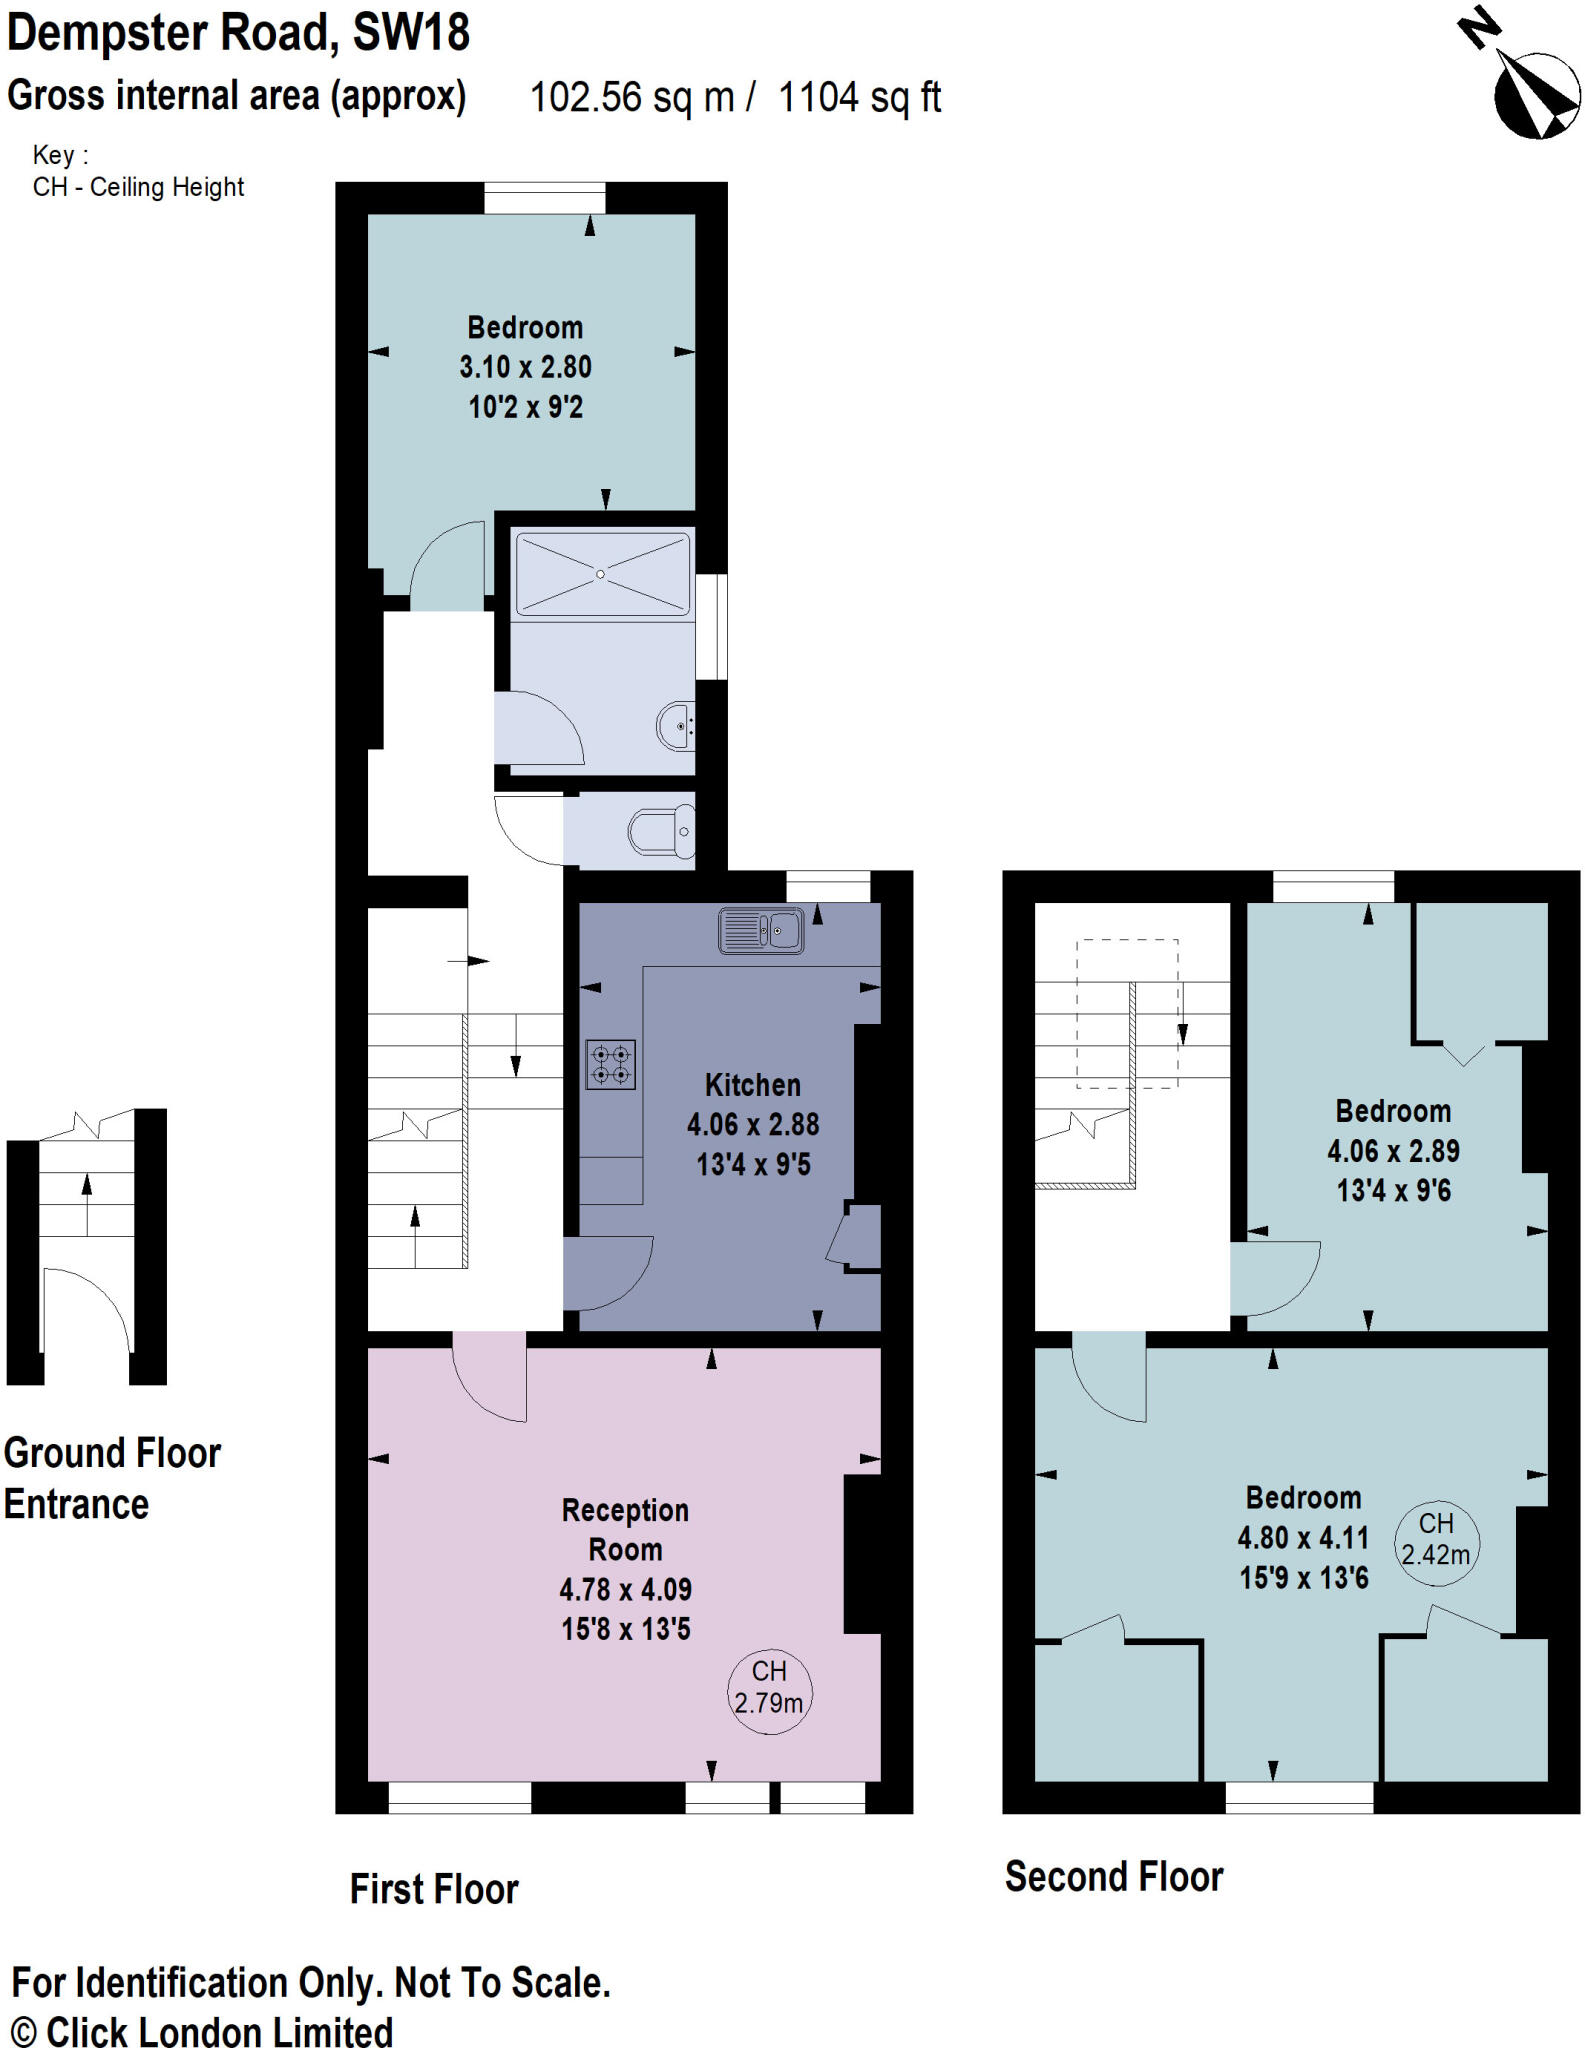 Dempster Road, SW18
Gross internal area (approx) 102.56 sq m / 1104 sq ft
N
Key :
CH - Ceiling Height
Bedroom
3.10 x 2.80
10'2 x 9'2
Kitchen
4.06 x 2.88
13'4 x 9'5
Bedroom
4.06 x 2.89
13'4 x 9'6
Ground Floor
Entrance
Reception
Room
4.78 x 4.09
15'8 x 13'5
CH
2.79m
Bedroom
4.80 x 4.11
15'9 x 13'6
CH
2.42m
First Floor
Second Floor
For Identification Only. Not To Scale.
© Click London Limited